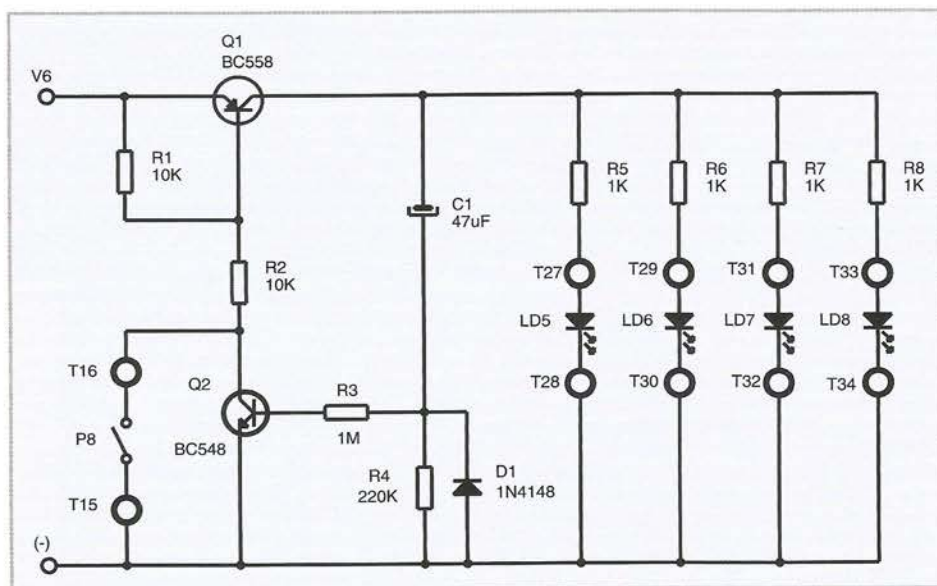 Q1
BC558
V6
R1
10K
C1
47uF
R5
1K
R6
1K
R7
1K
R8
1K
R2
10K
T27
T29
T31
T33
LD5
LD6
LD7
LD8
T16
Q2
T28
T30
T32
T34
P8
R3
1M
BC548
R4
220K
D1
1N4148
T15
(-)